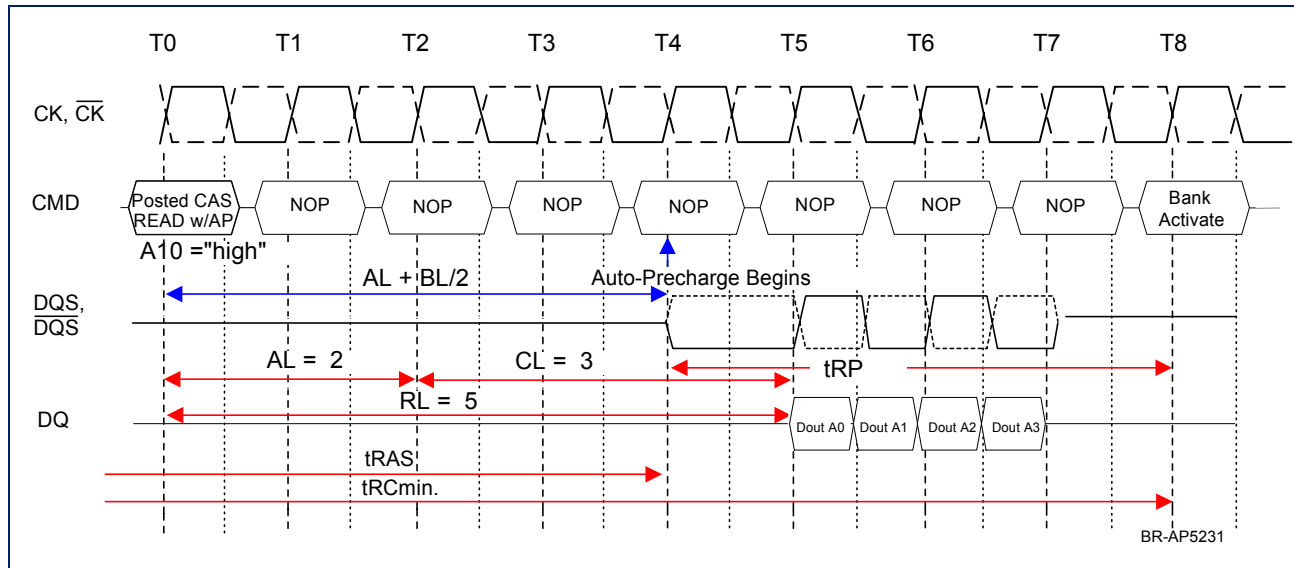 T0 T1 T2 T3 T4 T5 T6 T7 T8
CK, CK
CMD
Posted CAS
READ w/AP
NOP NOP NOP NOP NOP NOP NOP
Bank
Activate
A10 ="high"
AL + BL/2
Auto-Precharge Begins
DQS,
DQS
AL = 2
CL = 3
tRP
RL = 5
DQ
Dout A0 Dout A1 Dout A2 Dout A3
tRAS
tRCmin.
BR-AP5231